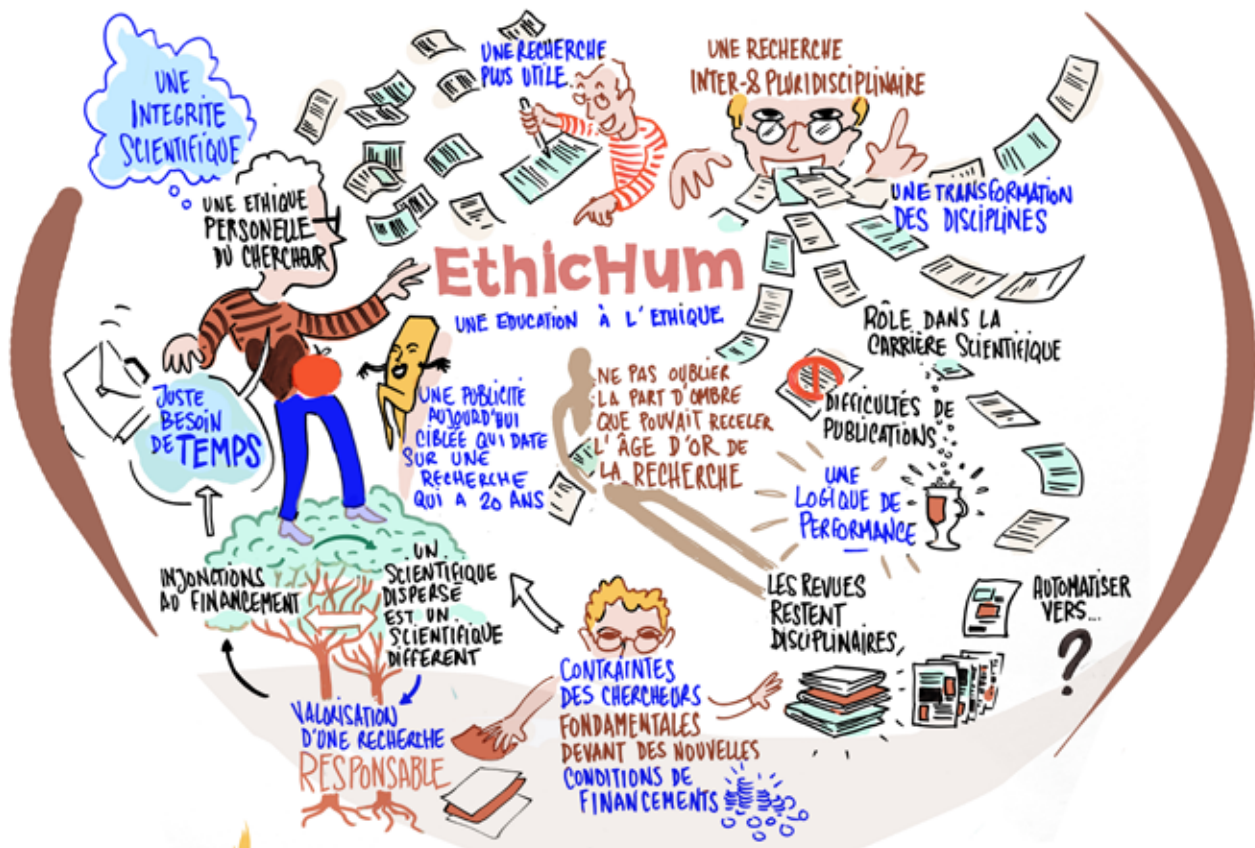 UNE
INTEGRITE
SCIENTIFIQUE
UNE ETHIQUE
PERSONELLE
DU CHERCHEUR
UNE RECHERCHE
PLUS UTILE...
UNE RECHERCHE
INTER-& PLURIDISCIPLINAIRE
UNE TRANSFORMATION
DES DISCIPLINES
EthicHum
UNE EDUCATION À L'ETHIQUE
RÔLE DANS LA
CARRIÈRE SCIENTIFIQUE
JUSTE
BESOIN
DE TEMPS
UNE PUBLICITÉ
AUJOURD'HUI
CIBLÉE QUI DATE
SUR UNE
RECHERCHE
QUI A 20 ANS
NE PAS OUBLIER
LA PART D'OMBRE
QUE POUVAIT RECELER
L'ÂGE D'OR DE
LA RECHERCHE
DIFFICULTÉS DE
PUBLICATIONS
UNE
LOGIQUE DE
PERFORMANCE
INJONCTIONS
AU FINANCEMENT
UN
SCIENTIFIQUE
DISPERSÉ
EST UN
SCIENTIFIQUE
DIFFÉRENT
LES REVUES
RESTENT
DISCIPLINAIRES,
AUTOMATISER
VERS...
?
VALORISATION
D'UNE RECHERCHE
RESPONSABLE
CONTRAINTES
DES CHERCHEURS
FONDAMENTALES
DEVANT DES NOUVELLES
CONDITIONS DE
FINANCEMENTS